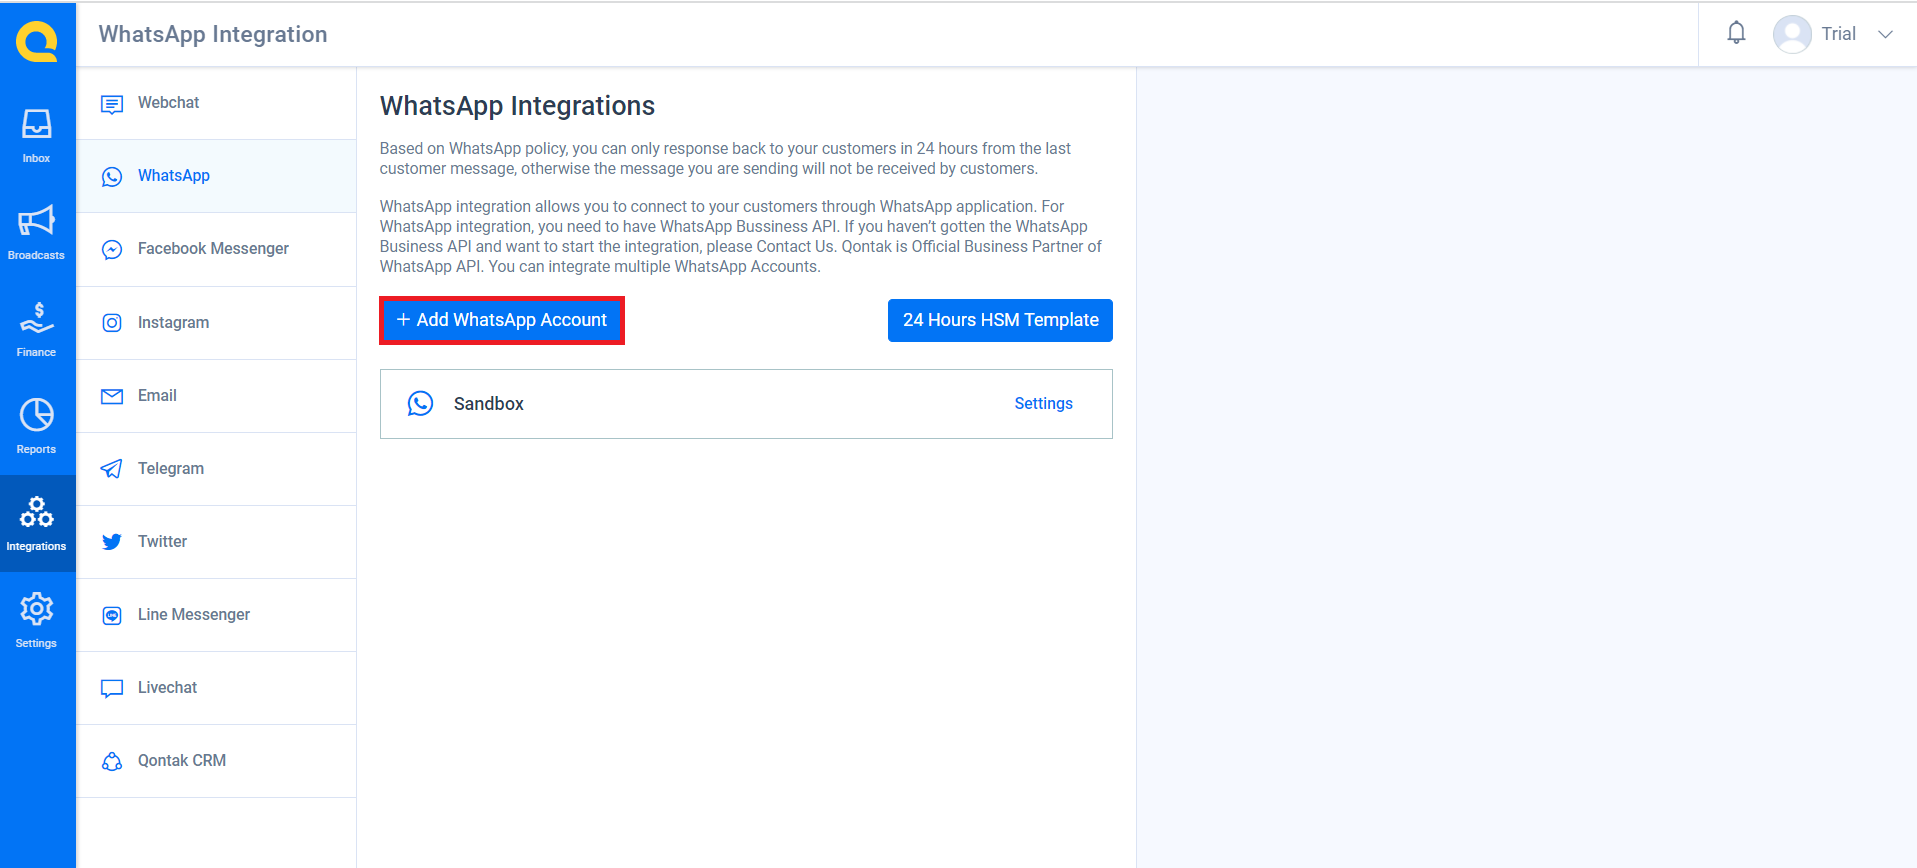 WhatsApp Integration
Trial
Inbox
Broadcasts
Finance
Reports
Integrations
Settings
Webchat
WhatsApp
Facebook Messenger
Instagram
Email
Telegram
Twitter
Line Messenger
Livechat
Qontak CRM
WhatsApp Integrations
Based on WhatsApp policy, you can only response back to your customers in 24 hours from the last
customer message, otherwise the message you are sending will not be received by customers.
WhatsApp integration allows you to connect to your customers through WhatsApp application. For
WhatsApp integration, you need to have WhatsApp Bussiness API. If you haven’t gotten the WhatsApp
Business API and want to start the integration, please Contact Us. Qontak is Official Business Partner of
WhatsApp API. You can integrate multiple WhatsApp Accounts.
+ Add WhatsApp Account
24 Hours HSM Template
Sandbox
Settings